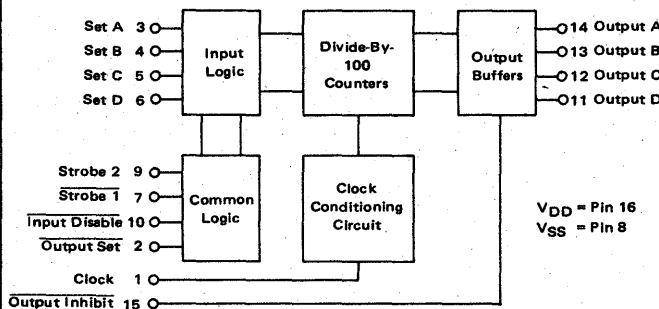 Set A 3
Set B 4
Set C 5
Set D 6
Input
Logic
Divide-By-
100
Counters
Output
Buffers
14 Output A
13 Output B
12 Output C
11 Output D
Strobe 2 9
Strobe 1 7
Input Disable 10
Output Set 2
Common
Logic
Clock
Conditioning
Circuit
VDD = Pin 16
VSS = Pin 8
Clock 1
Output Inhibit 15